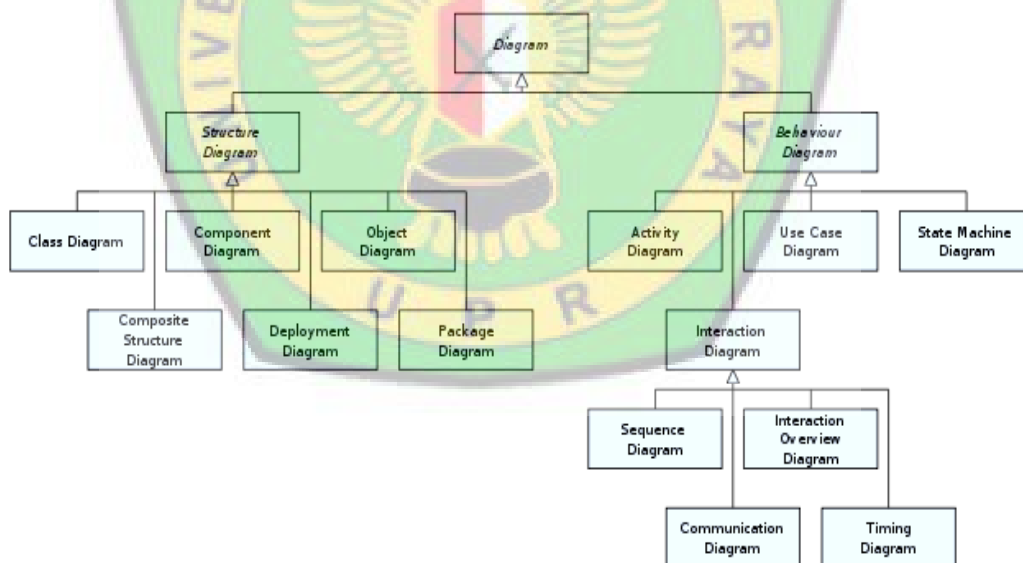 Diagram
Structure
Diagram
Behaviour
Diagram
Class Diagram
Component
Diagram
Object
Diagram
Activity
Diagram
Use Case
Diagram
State Machine
Diagram
Composite
Structure
Diagram
Deployment
Diagram
Package
Diagram
Interaction
Diagram
Sequence
Diagram
Interaction
Overview
Diagram
Communication
Diagram
Timing
Diagram
RAYA
U P R